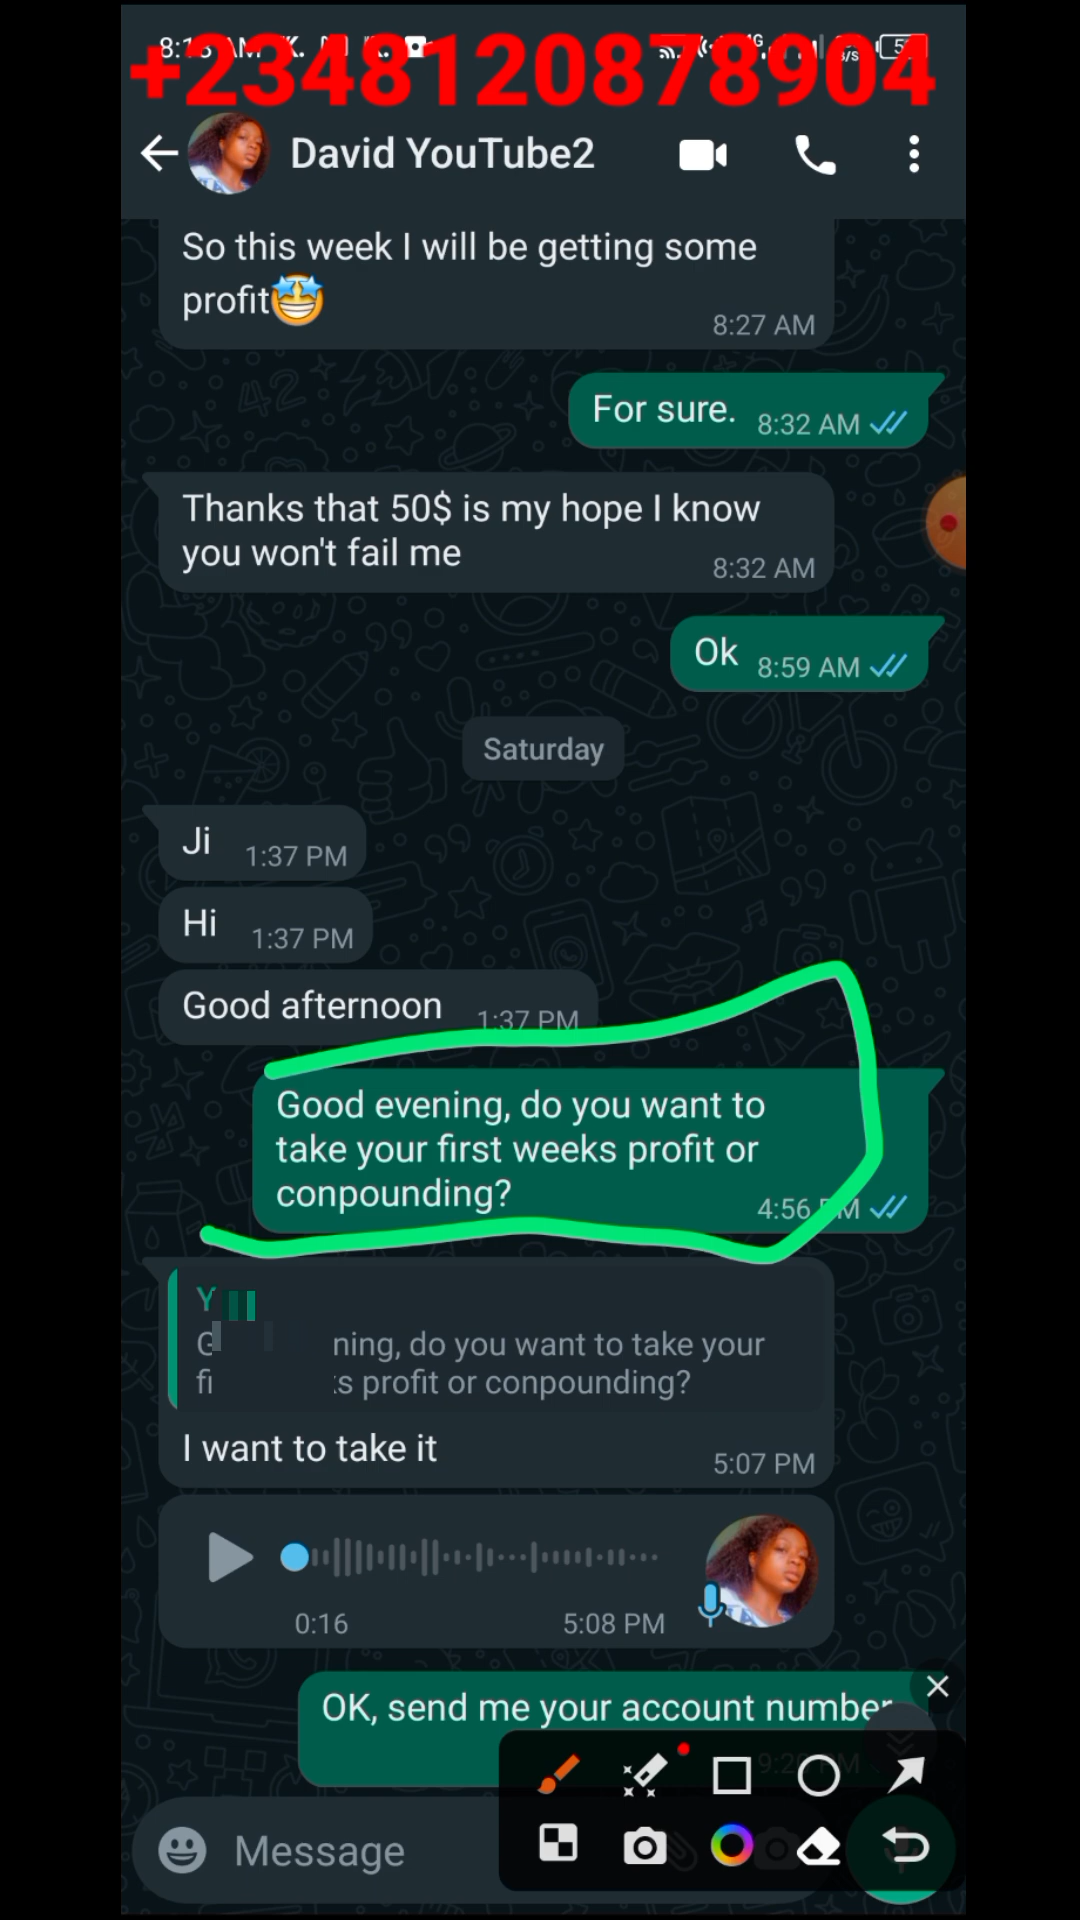 +2348120878904
David YouTube2
So this week I will be getting some
profit🤩
8:27 AM
For sure. 8:32 AM
Thanks that 50$ is my hope I know
you won't fail me
8:32 AM
Ok 8:59 AM
Saturday
Ji 1:37 PM
Hi 1:37 PM
Good afternoon 1:37 PM
Good evening, do you want to
take your first weeks profit or
conpounding?
4:56 PM
ning, do you want to take your
s profit or conpounding?
I want to take it
5:07 PM
0:16 5:08 PM
OK, send me your account number
Message